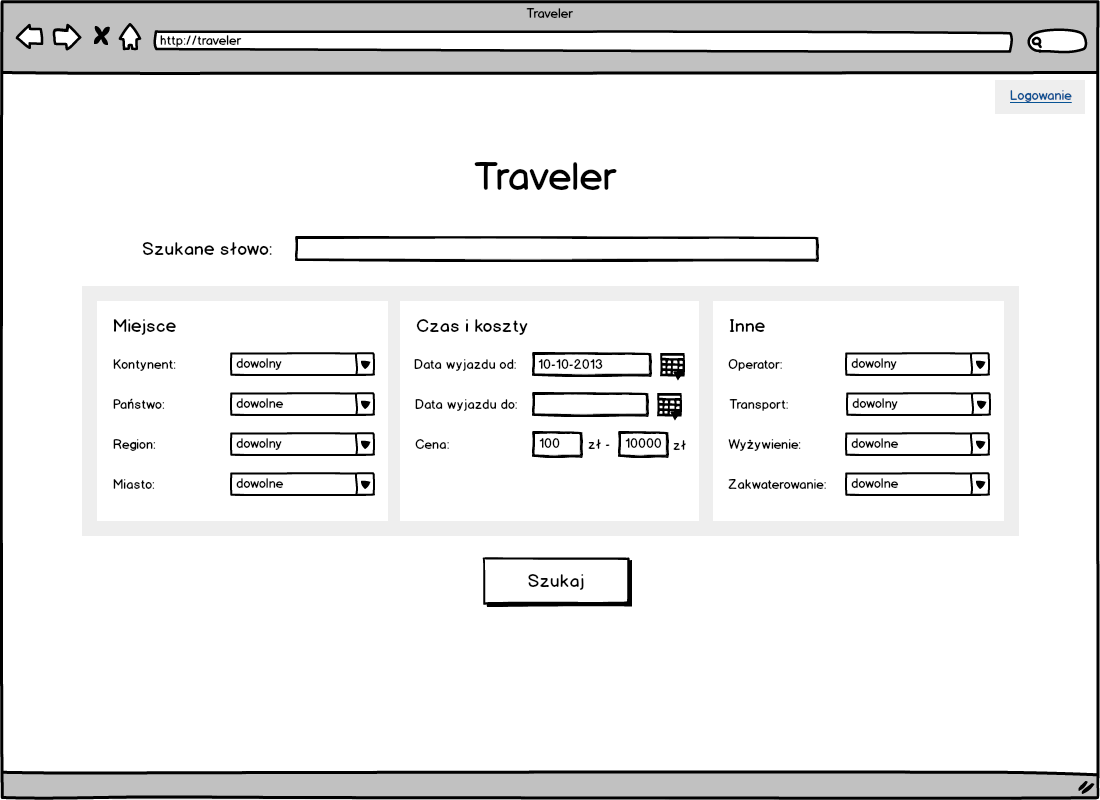 Traveler
http://traveler
Logowanie
Traveler
Szukane słowo:
Miejsce
Kontynent: dowolny
Państwo: dowolne
Region: dowolny
Miasto: dowolne
Czas i koszty
Data wyjazdu od: 10-10-2013
Data wyjazdu do:
Cena: 100 zł - 10000 zł
Inne
Operator: dowolny
Transport: dowolny
Wyżywienie: dowolne
Zakwaterowanie: dowolne
Szukaj